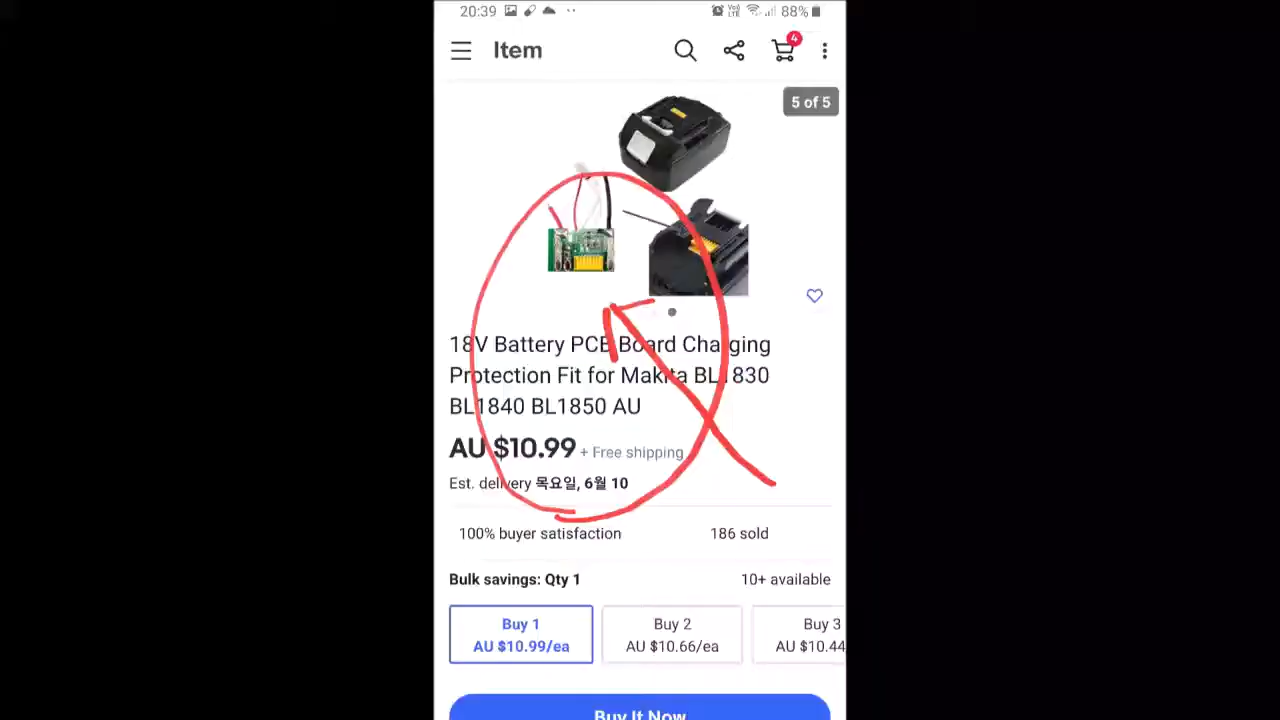 20:39
88%
Item
4
5 of 5
18V Battery PCB Board Charging
Protection Fit for Makita BL1830
BL1840 BL1850 AU
AU $10.99 + Free shipping
Est. delivery 목요일, 6월 10
100% buyer satisfaction
186 sold
Bulk savings: Qty 1
10+ available
Buy 1
AU $10.99/ea
Buy 2
AU $10.66/ea
Buy 3
AU $10.44
Buy It Now